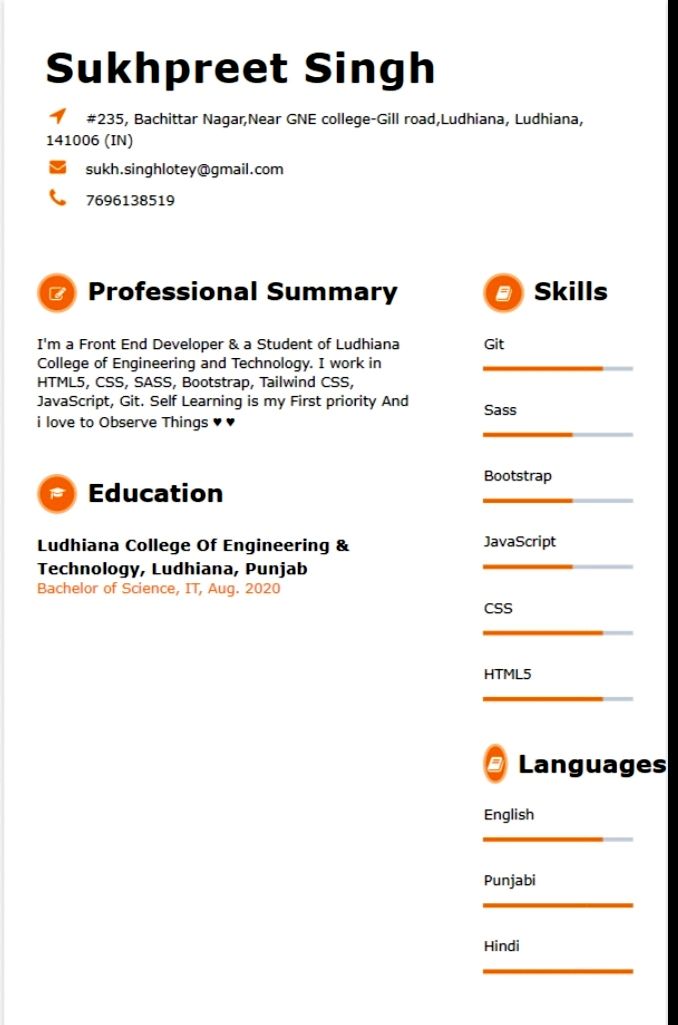 Sukhpreet Singh
#235, Bachittar Nagar,Near GNE college-Gill road,Ludhiana, Ludhiana,
141006 (IN)
sukh.singhlotey@gmail.com
7696138519
Professional Summary
I'm a Front End Developer & a Student of Ludhiana
College of Engineering and Technology. I work in
HTML5, CSS, SASS, Bootstrap, Tailwind CSS,
JavaScript, Git. Self Learning is my First priority And
i love to Observe Things ♥ ♥
Education
Ludhiana College Of Engineering &
Technology, Ludhiana, Punjab
Bachelor of Science, IT, Aug. 2020
Skills
Git
Sass
Bootstrap
JavaScript
CSS
HTML5
Languages
English
Punjabi
Hindi